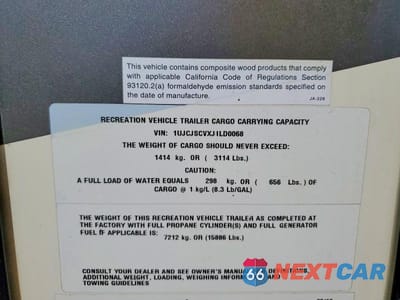 This vehicle contains composite wood products that comply
with applicable California Code of Regulations Section
93120.2(a) formaldehyde emission standards specified on
the date of manufacture. JA-226
RECREATION VEHICLE TRAILER CARGO CARRYING CAPACITY
VIN: 1UJCJSCVXJ1LD0068
THE WEIGHT OF CARGO SHOULD NEVER EXCEED:
1414 kg. OR ( 3114 Lbs.)
CAUTION:
A FULL LOAD OF WATER EQUALS 298 kg. OR ( 656 Lbs.) OF
CARGO @ 1 kg/L (8.3 Lb/GAL)
THE WEIGHT OF THIS RECREATION VEHICLE TRAILER AS COMPLETED AT
THE FACTORY WITH FULL PROPANE CYLINDER(S) AND FULL GENERATOR
FUEL IF APPLICABLE IS:
7212 kg. OR (15886 Lbs.)
CONSULT YOUR DEALER AND SEE OWNER'S
ADDITIONAL WEIGHT, LOADING, WEIGHING
TOWING GUIDELINES
66 NEXTCAR